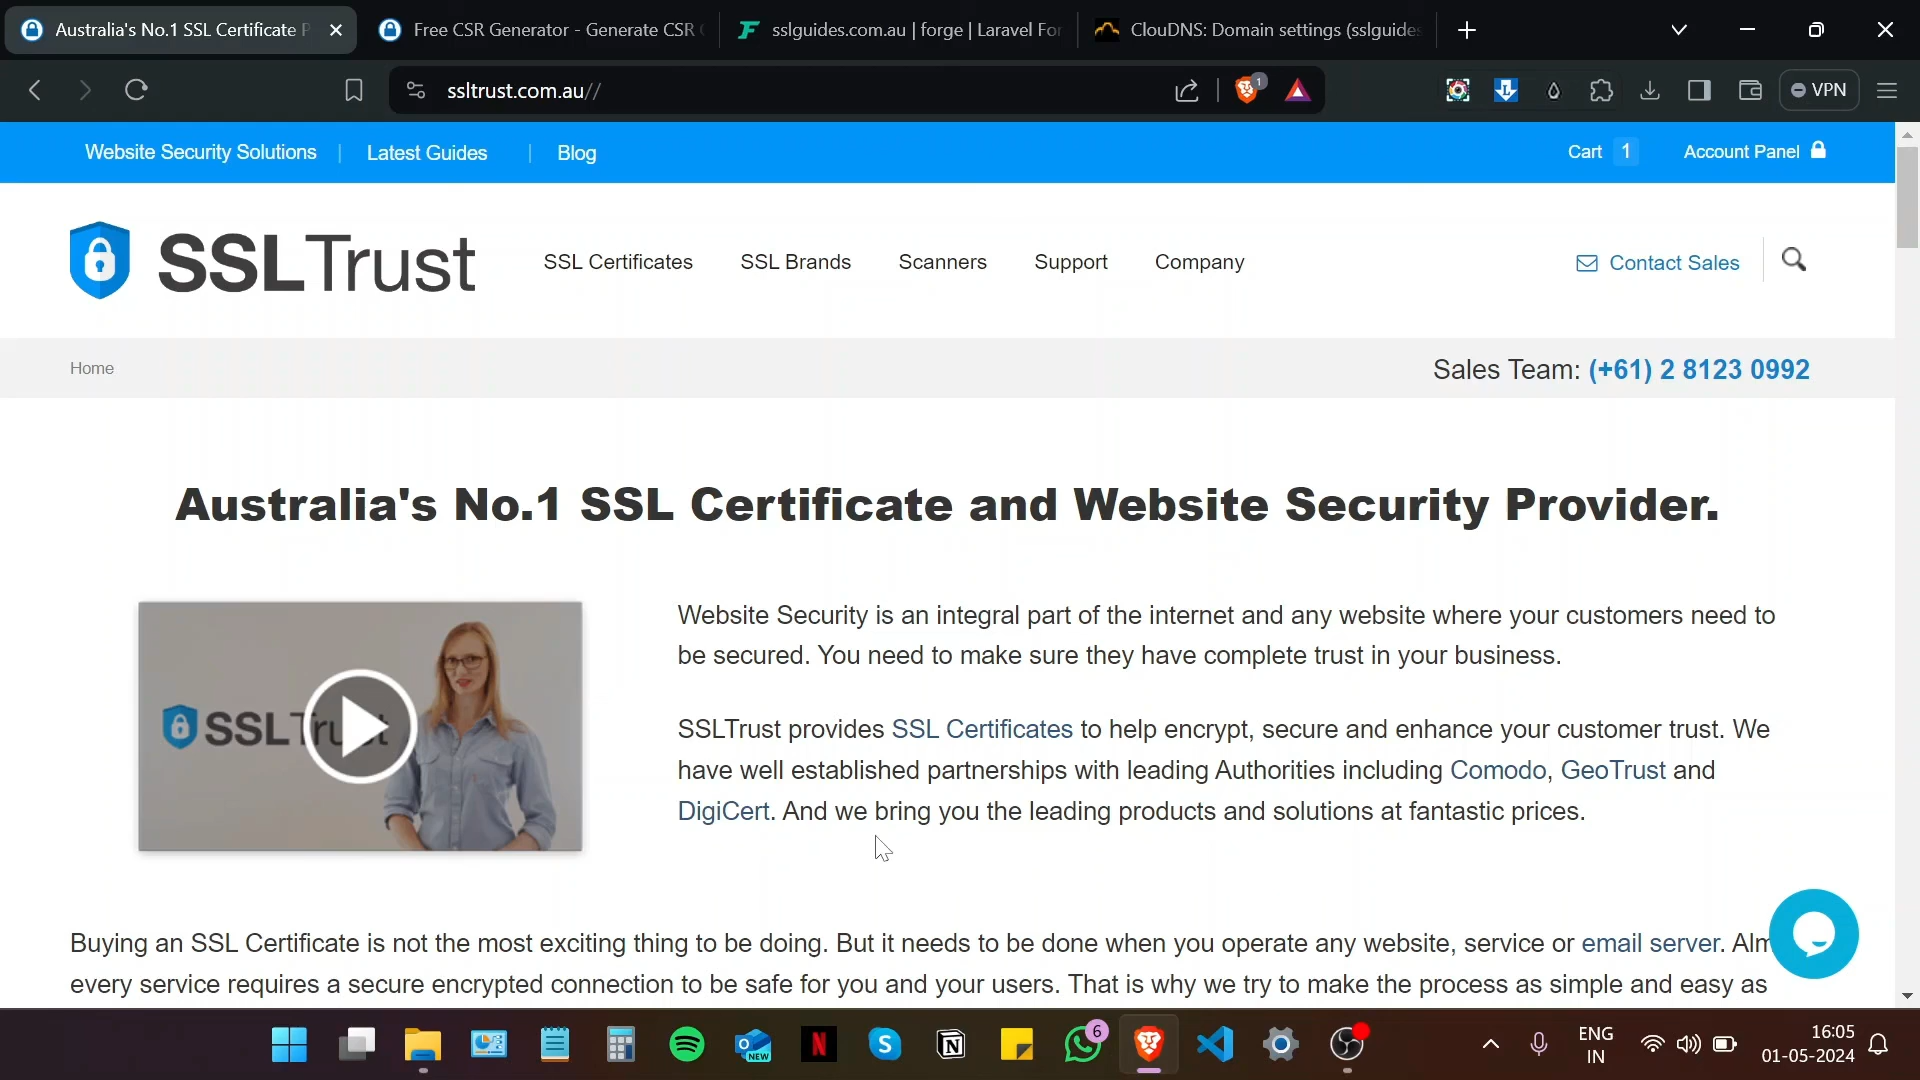 Australia's No.1 SSL Certificate P
Free CSR Generator - Generate CSR
sslguides.com.au | forge | Laravel For
ClouDNS: Domain settings (sslguides
ssltrust.com.au//
1
VPN
Website Security Solutions | Latest Guides | Blog
Cart 1
Account Panel
SSLTrust
SSL Certificates
SSL Brands
Scanners
Support
Company
Contact Sales
Home
Sales Team: (+61) 2 8123 0992
Australia's No.1 SSL Certificate and Website Security Provider.
SSLTrust
Website Security is an integral part of the internet and any website where your customers need to
be secured. You need to make sure they have complete trust in your business.
SSLTrust provides SSL Certificates to help encrypt, secure and enhance your customer trust. We
have well established partnerships with leading Authorities including Comodo, GeoTrust and
DigiCert. And we bring you the leading products and solutions at fantastic prices.
Buying an SSL Certificate is not the most exciting thing to be doing. But it needs to be done when you operate any website, service or email server. Alm
every service requires a secure encrypted connection to be safe for you and your users. That is why we try to make the process as simple and easy as
NEW
6
ENG
IN
16:05
01-05-2024